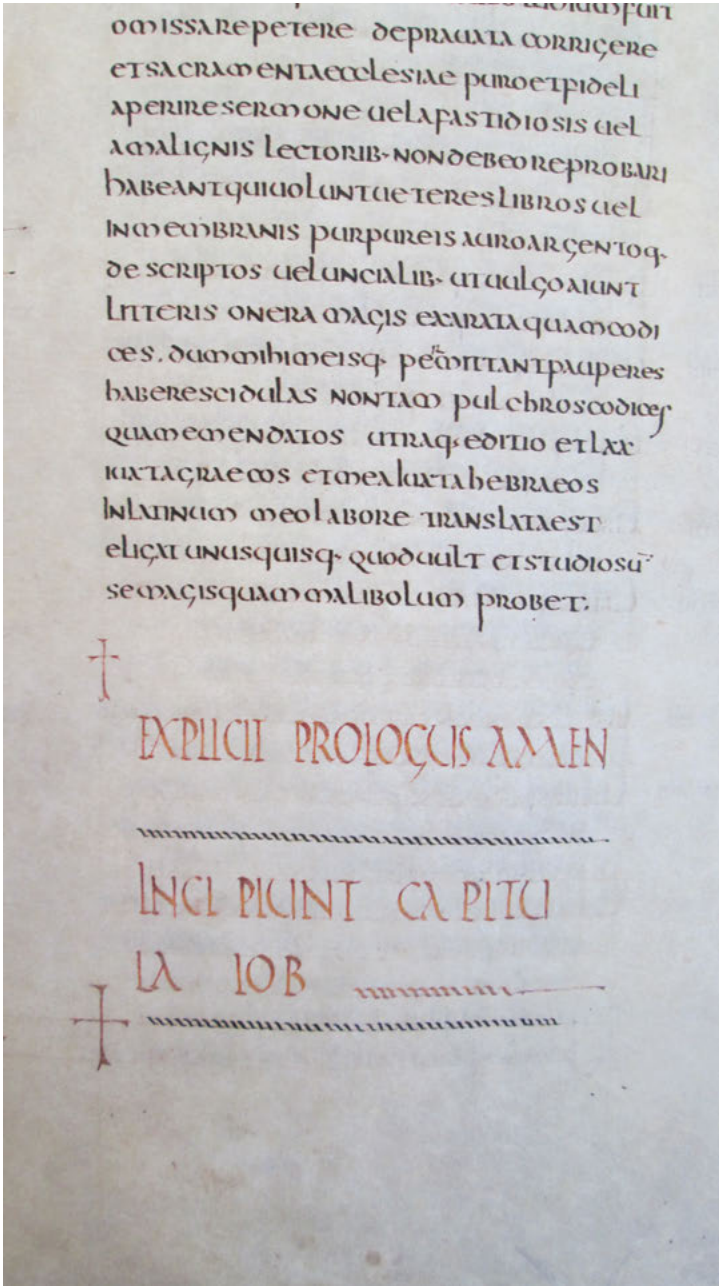 omissa repetere deprauata corrigere
et sacramenta ecclesiae puro et fideli
aperire sermone uel a fastidiosis uel
a malignis lectorib· non debeo reprobari
habeant qui uolunt ueteres libros uel
in membranis purpureis auro argentoq·
descriptos uel uncialib· ut uulgo aiunt
litteris onera magis exarata quam codi
ces. dum mihi meisq· permittant pauperes
habere scidulas non tam pulchros codices
quam emendatos utraq· editio et lxx
iuxta graecos et mea iuxta hebraeos
in latinum meo labore translata est
eligat unusquisq· quod uult et studiosū
se magis quam malibolum probet:
EXPLICIT PROLOGUS AMEN
INCIPIUNT CAPITU
LA IOB